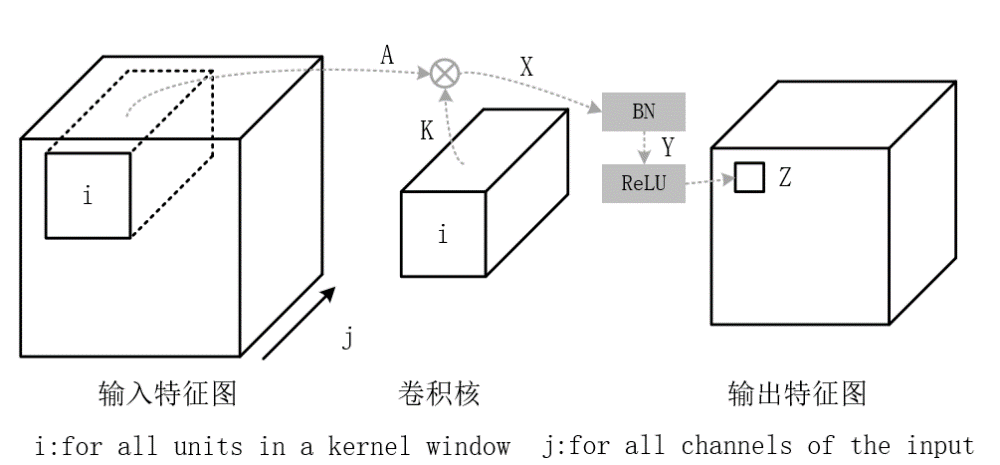 A
X
BN
K
Y
ReLU
Z
i
i
j
输入特征图
卷积核
输出特征图
i:for all units in a kernel window
j:for all channels of the input